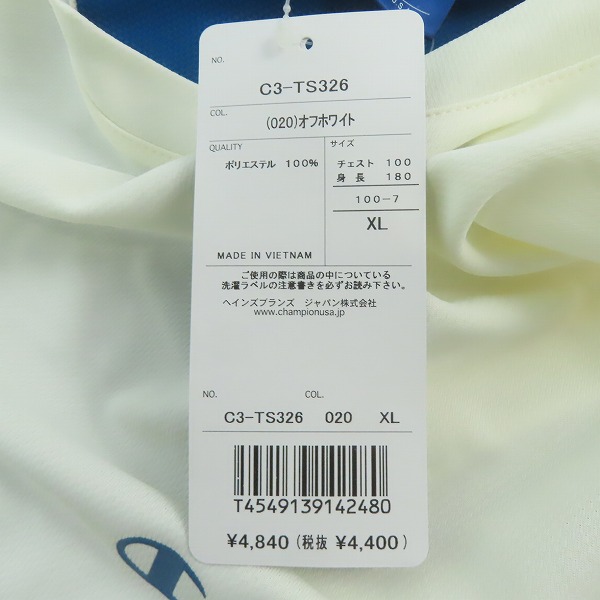 NO.
C3-TS326
COL.
(020)オフホワイト
QUALITY
ポリエステル 100%
サイズ
チェスト 100
身 長 180
100-7
XL
MADE IN VIETNAM
ご使用の際は商品の中についている
洗濯ラベルの注意書きを必ずお読み下さい。
ヘインズブランズ ジャパン株式会社
www.championusa.jp
NO. COL.
C3-TS326 020 XL
T4549139142480
¥4,840(税抜 ¥4,400)